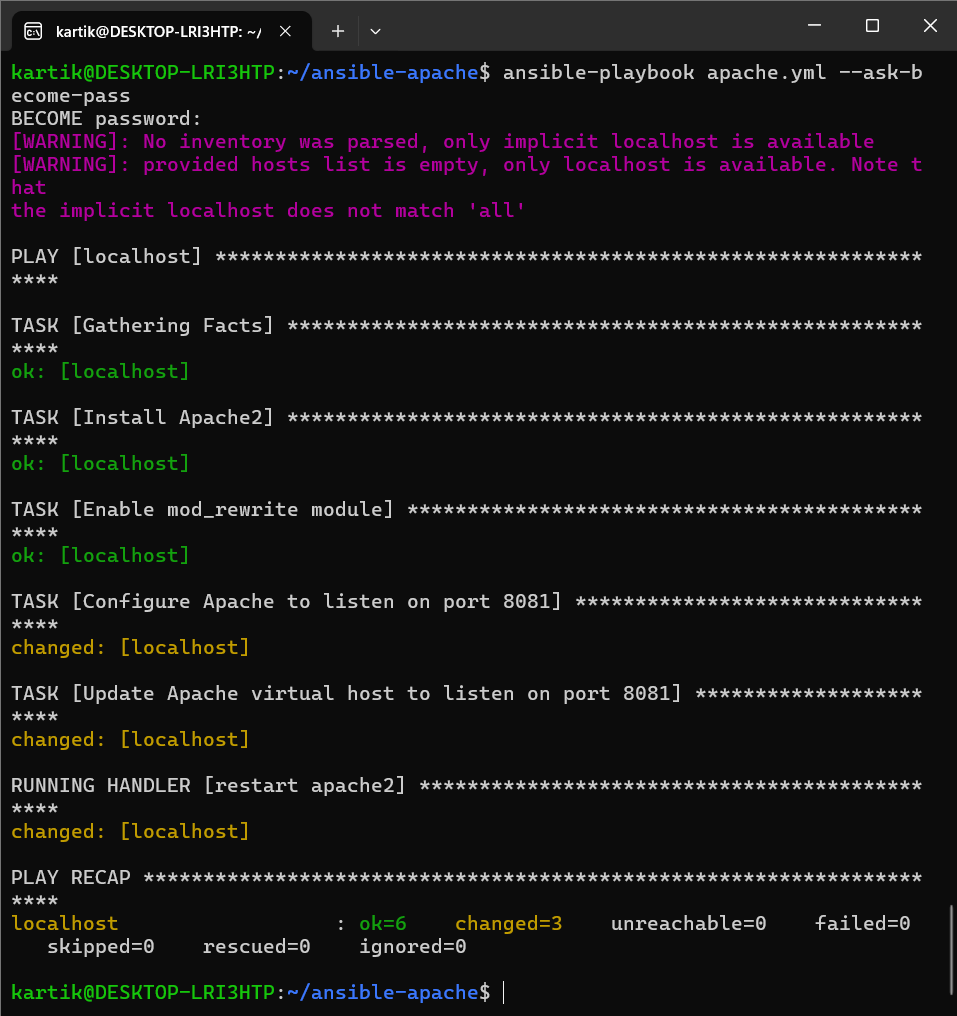 kartik@DESKTOP-LRI3HTP: ~/
kartik@DESKTOP-LRI3HTP:~/ansible-apache$ ansible-playbook apache.yml --ask-b
ecome-pass
BECOME password:
[WARNING]: No inventory was parsed, only implicit localhost is available
[WARNING]: provided hosts list is empty, only localhost is available. Note t
hat
the implicit localhost does not match 'all'
PLAY [localhost] ***********************************************************
****
TASK [Gathering Facts] *****************************************************
****
ok: [localhost]
TASK [Install Apache2] *****************************************************
****
ok: [localhost]
TASK [Enable mod_rewrite module] *******************************************
****
ok: [localhost]
TASK [Configure Apache to listen on port 8081] *****************************
****
changed: [localhost]
TASK [Update Apache virtual host to listen on port 8081] *******************
****
changed: [localhost]
RUNNING HANDLER [restart apache2] ******************************************
****
changed: [localhost]
PLAY RECAP *****************************************************************
****
localhost                  : ok=6    changed=3    unreachable=0    failed=0
   skipped=0    rescued=0    ignored=0
kartik@DESKTOP-LRI3HTP:~/ansible-apache$